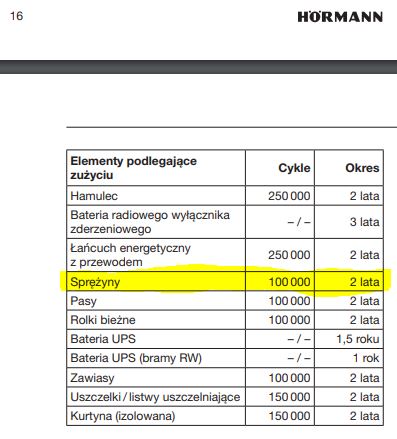 16
HÖRMANN
Elementy podlegające zużyciu Cykle Okres
Hamulec 250 000 2 lata
Bateria radiowego wyłącznika zderzeniowego – / – 3 lata
Łańcuch energetyczny z przewodem 250 000 2 lata
Sprężyny 100 000 2 lata
Pasy 100 000 2 lata
Rolki bieżne 100 000 2 lata
Bateria UPS – / – 1,5 roku
Bateria UPS (bramy RW) – / – 1 rok
Zawiasy 100 000 2 lata
Uszczelki / listwy uszczelniające 150 000 2 lata
Kurtyna (izolowana) 150 000 2 lata